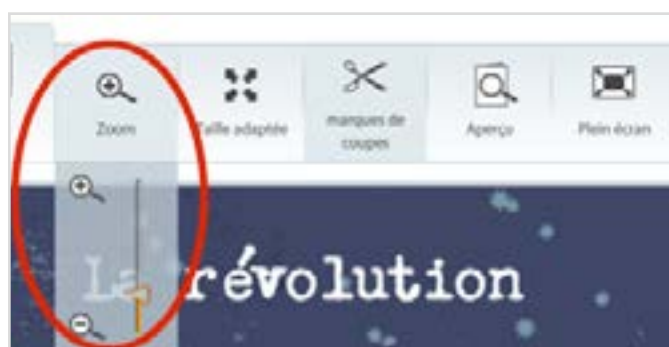 Zoom
Taille adaptée
marques de
coupes
Aperçu
Plein écran
La révolution